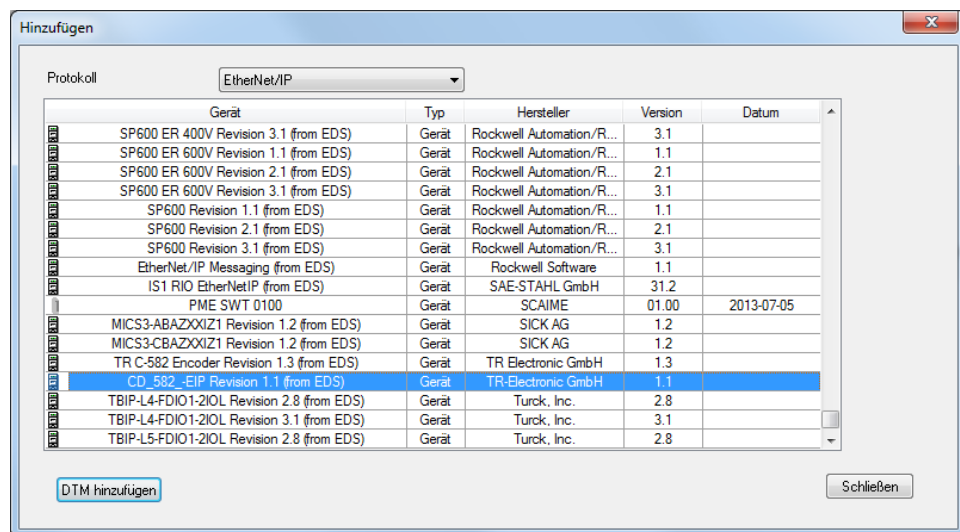 Hinzufügen
Protokoll EtherNet/IP
Gerät Typ Hersteller Version Datum
SP600 ER 400V Revision 3.1 (from EDS) Gerät Rockwell Automation/R... 3.1
SP600 ER 600V Revision 1.1 (from EDS) Gerät Rockwell Automation/R... 1.1
SP600 ER 600V Revision 2.1 (from EDS) Gerät Rockwell Automation/R... 2.1
SP600 ER 600V Revision 3.1 (from EDS) Gerät Rockwell Automation/R... 3.1
SP600 Revision 1.1 (from EDS) Gerät Rockwell Automation/R... 1.1
SP600 Revision 2.1 (from EDS) Gerät Rockwell Automation/R... 2.1
SP600 Revision 3.1 (from EDS) Gerät Rockwell Automation/R... 3.1
EtherNet/IP Messaging (from EDS) Gerät Rockwell Software 1.1
IS1 RIO EtherNetIP (from EDS) Gerät SAE-STAHL GmbH 31.2
PME SWT 0100 Gerät SCAIME 01.00 2013-07-05
MICS3-ABAZXXIZ1 Revision 1.2 (from EDS) Gerät SICK AG 1.2
MICS3-CBAZXXIZ1 Revision 1.2 (from EDS) Gerät SICK AG 1.2
TR C-582 Encoder Revision 1.3 (from EDS) Gerät TR Electronic GmbH 1.3
CD_582_-EIP Revision 1.1 (from EDS) Gerät TR-Electronic GmbH 1.1
TBIP-L4-FDIO1-2IOL Revision 2.8 (from EDS) Gerät Turck, Inc. 2.8
TBIP-L4-FDIO1-2IOL Revision 3.1 (from EDS) Gerät Turck, Inc. 3.1
TBIP-L5-FDIO1-2IOL Revision 2.8 (from EDS) Gerät Turck, Inc. 2.8
DTM hinzufügen Schließen